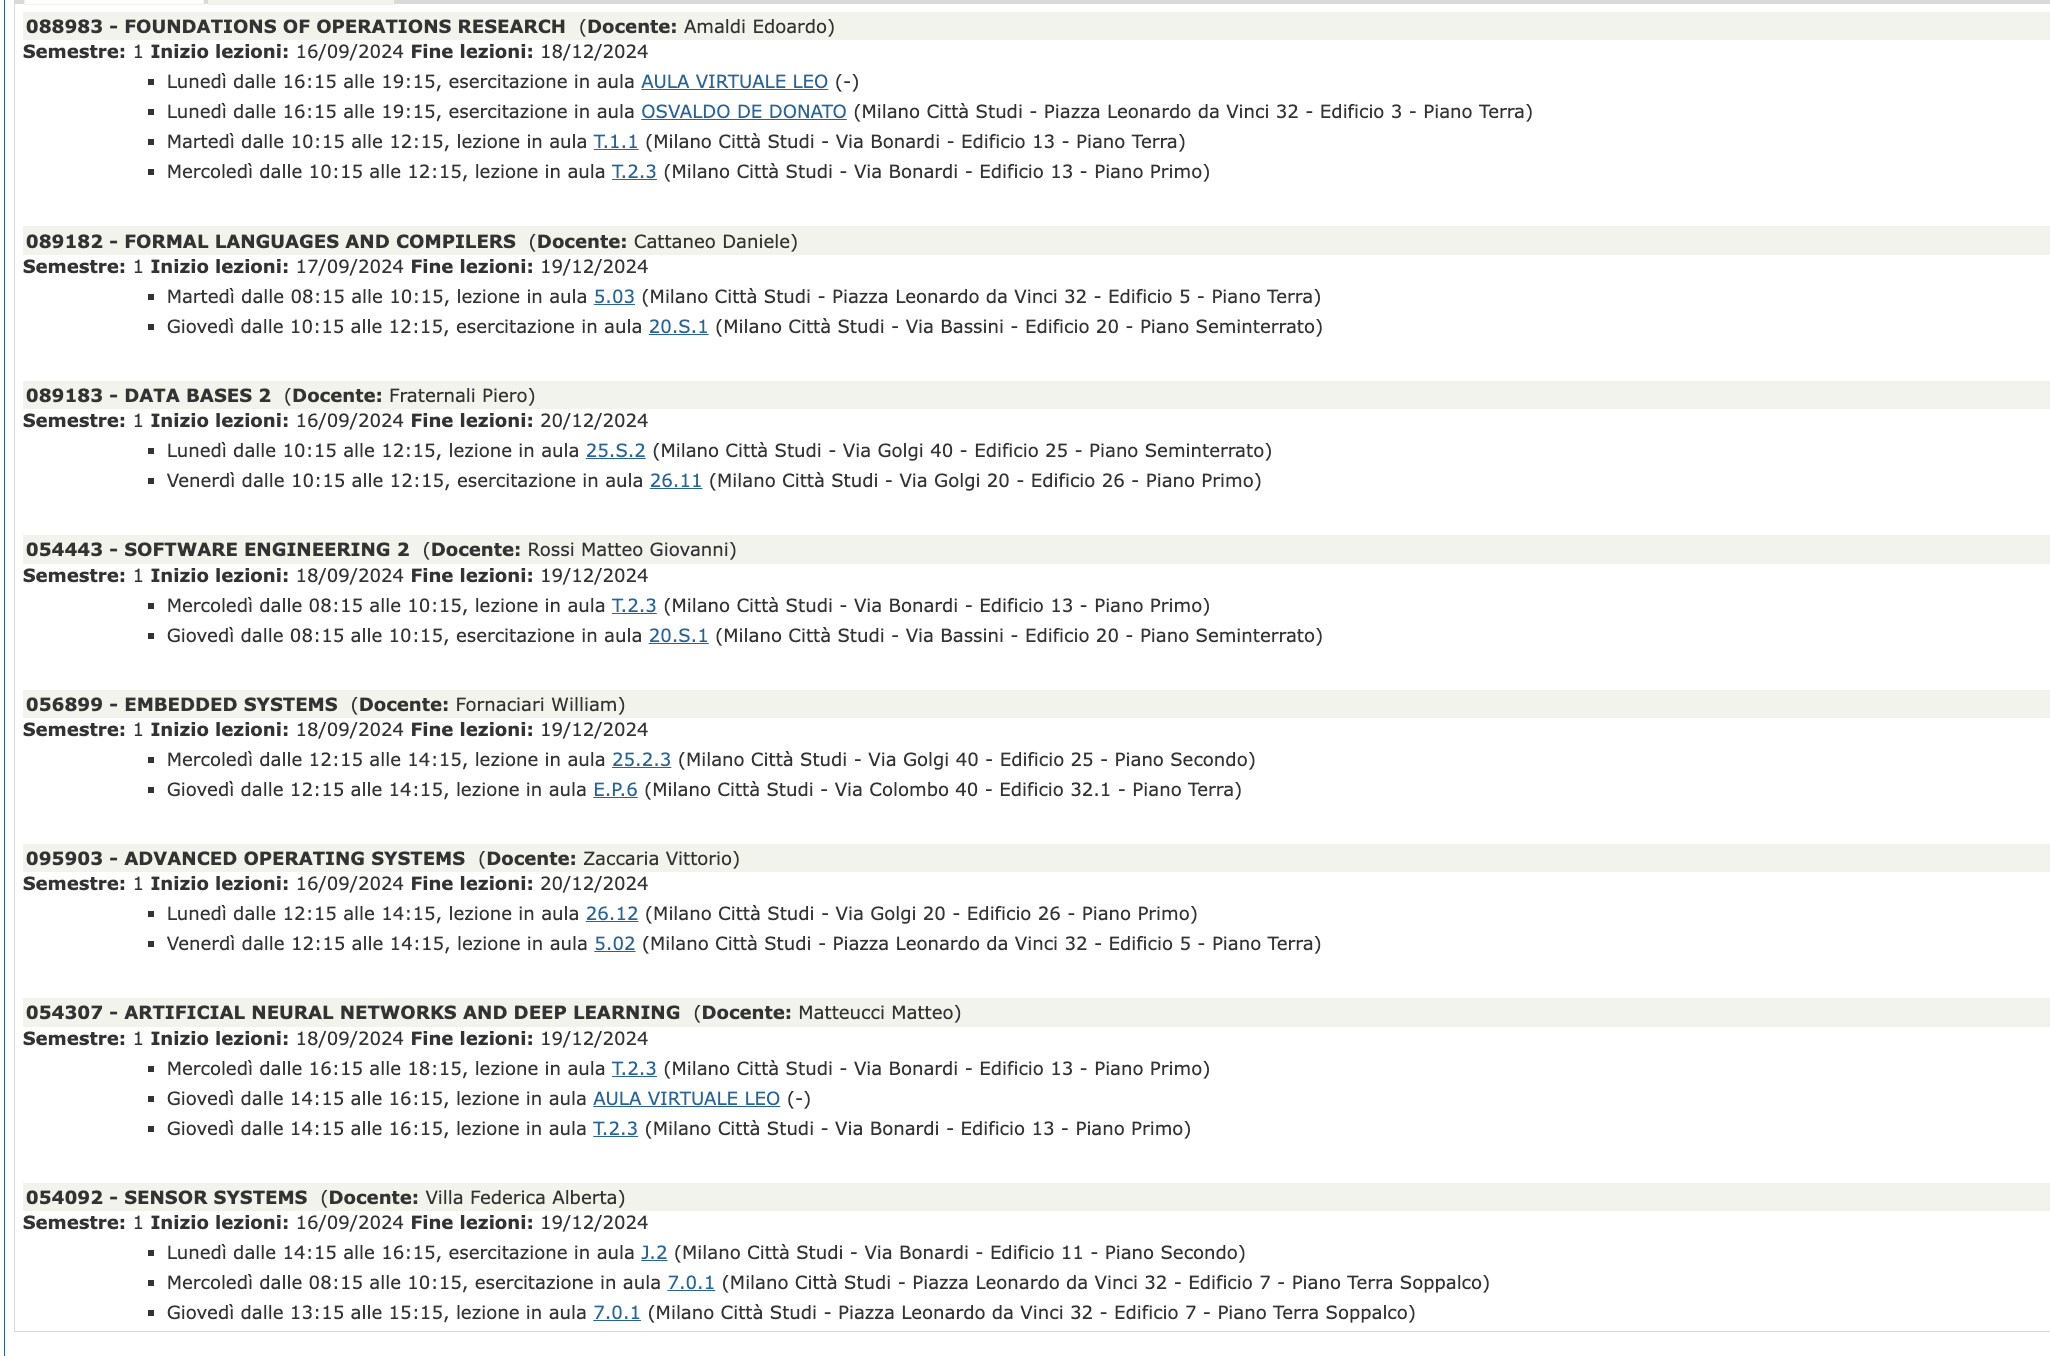 088983 - FOUNDATIONS OF OPERATIONS RESEARCH (Docente: Amaldi Edoardo)
Semestre: 1 Inizio lezioni: 16/09/2024 Fine lezioni: 18/12/2024
▪ Lunedì dalle 16:15 alle 19:15, esercitazione in aula AULA VIRTUALE LEO (-)
▪ Lunedì dalle 16:15 alle 19:15, esercitazione in aula OSVALDO DE DONATO (Milano Città Studi - Piazza Leonardo da Vinci 32 - Edificio 3 - Piano Terra)
▪ Martedì dalle 10:15 alle 12:15, lezione in aula T.1.1 (Milano Città Studi - Via Bonardi - Edificio 13 - Piano Terra)
▪ Mercoledì dalle 10:15 alle 12:15, lezione in aula T.2.3 (Milano Città Studi - Via Bonardi - Edificio 13 - Piano Primo)
089182 - FORMAL LANGUAGES AND COMPILERS (Docente: Cattaneo Daniele)
Semestre: 1 Inizio lezioni: 17/09/2024 Fine lezioni: 19/12/2024
▪ Martedì dalle 08:15 alle 10:15, lezione in aula 5.03 (Milano Città Studi - Piazza Leonardo da Vinci 32 - Edificio 5 - Piano Terra)
▪ Giovedì dalle 10:15 alle 12:15, esercitazione in aula 20.S.1 (Milano Città Studi - Via Bassini - Edificio 20 - Piano Seminterrato)
089183 - DATA BASES 2 (Docente: Fraternali Piero)
Semestre: 1 Inizio lezioni: 16/09/2024 Fine lezioni: 20/12/2024
▪ Lunedì dalle 10:15 alle 12:15, lezione in aula 25.S.2 (Milano Città Studi - Via Golgi 40 - Edificio 25 - Piano Seminterrato)
▪ Venerdì dalle 10:15 alle 12:15, esercitazione in aula 26.11 (Milano Città Studi - Via Golgi 20 - Edificio 26 - Piano Primo)
054443 - SOFTWARE ENGINEERING 2 (Docente: Rossi Matteo Giovanni)
Semestre: 1 Inizio lezioni: 18/09/2024 Fine lezioni: 19/12/2024
▪ Mercoledì dalle 08:15 alle 10:15, lezione in aula T.2.3 (Milano Città Studi - Via Bonardi - Edificio 13 - Piano Primo)
▪ Giovedì dalle 08:15 alle 10:15, esercitazione in aula 20.S.1 (Milano Città Studi - Via Bassini - Edificio 20 - Piano Seminterrato)
056899 - EMBEDDED SYSTEMS (Docente: Fornaciari William)
Semestre: 1 Inizio lezioni: 18/09/2024 Fine lezioni: 19/12/2024
▪ Mercoledì dalle 12:15 alle 14:15, lezione in aula 25.2.3 (Milano Città Studi - Via Golgi 40 - Edificio 25 - Piano Secondo)
▪ Giovedì dalle 12:15 alle 14:15, lezione in aula E.P.6 (Milano Città Studi - Via Colombo 40 - Edificio 32.1 - Piano Terra)
095903 - ADVANCED OPERATING SYSTEMS (Docente: Zaccaria Vittorio)
Semestre: 1 Inizio lezioni: 16/09/2024 Fine lezioni: 20/12/2024
▪ Lunedì dalle 12:15 alle 14:15, lezione in aula 26.12 (Milano Città Studi - Via Golgi 20 - Edificio 26 - Piano Primo)
▪ Venerdì dalle 12:15 alle 14:15, lezione in aula 5.02 (Milano Città Studi - Piazza Leonardo da Vinci 32 - Edificio 5 - Piano Terra)
054307 - ARTIFICIAL NEURAL NETWORKS AND DEEP LEARNING (Docente: Matteucci Matteo)
Semestre: 1 Inizio lezioni: 18/09/2024 Fine lezioni: 19/12/2024
▪ Mercoledì dalle 16:15 alle 18:15, lezione in aula T.2.3 (Milano Città Studi - Via Bonardi - Edificio 13 - Piano Primo)
▪ Giovedì dalle 14:15 alle 16:15, lezione in aula AULA VIRTUALE LEO (-)
▪ Giovedì dalle 14:15 alle 16:15, lezione in aula T.2.3 (Milano Città Studi - Via Bonardi - Edificio 13 - Piano Primo)
054092 - SENSOR SYSTEMS (Docente: Villa Federica Alberta)
Semestre: 1 Inizio lezioni: 16/09/2024 Fine lezioni: 19/12/2024
▪ Lunedì dalle 14:15 alle 16:15, esercitazione in aula J.2 (Milano Città Studi - Via Bonardi - Edificio 11 - Piano Secondo)
▪ Mercoledì dalle 08:15 alle 10:15, esercitazione in aula 7.0.1 (Milano Città Studi - Piazza Leonardo da Vinci 32 - Edificio 7 - Piano Terra Soppalco)
▪ Giovedì dalle 13:15 alle 15:15, lezione in aula 7.0.1 (Milano Città Studi - Piazza Leonardo da Vinci 32 - Edificio 7 - Piano Terra Soppalco)